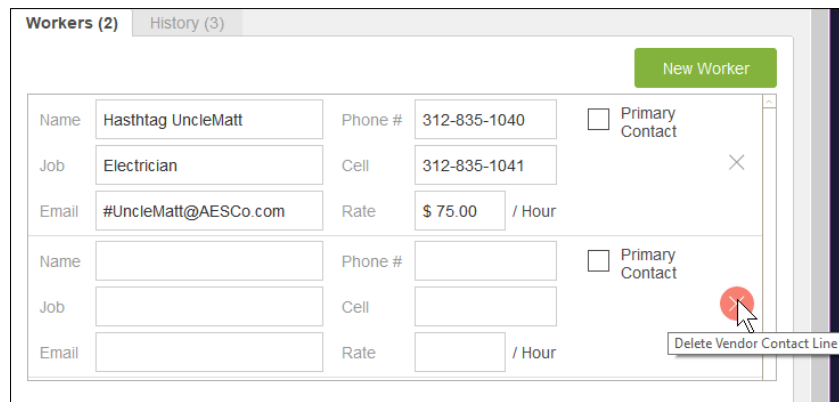 Workers (2) History (3)
New Worker
Name Hasthtag UncleMatt Phone # 312-835-1040 Primary
Contact
Job Electrician Cell 312-835-1041
Email #UncleMatt@AESCo.com Rate $ 75.00 / Hour
Name Phone # Primary
Contact
Job Cell
Email Rate / Hour
Delete Vendor Contact Line